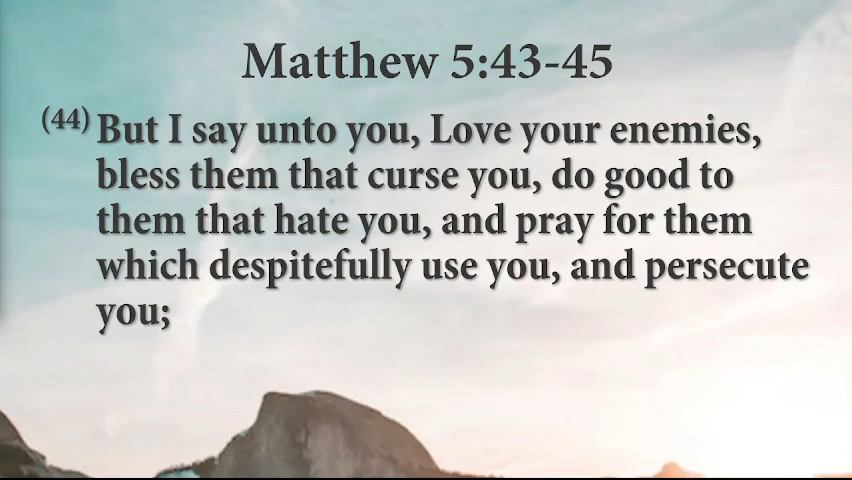 Matthew 5:43-45
(44) But I say unto you, Love your enemies,
bless them that curse you, do good to
them that hate you, and pray for them
which despitefully use you, and persecute
you;